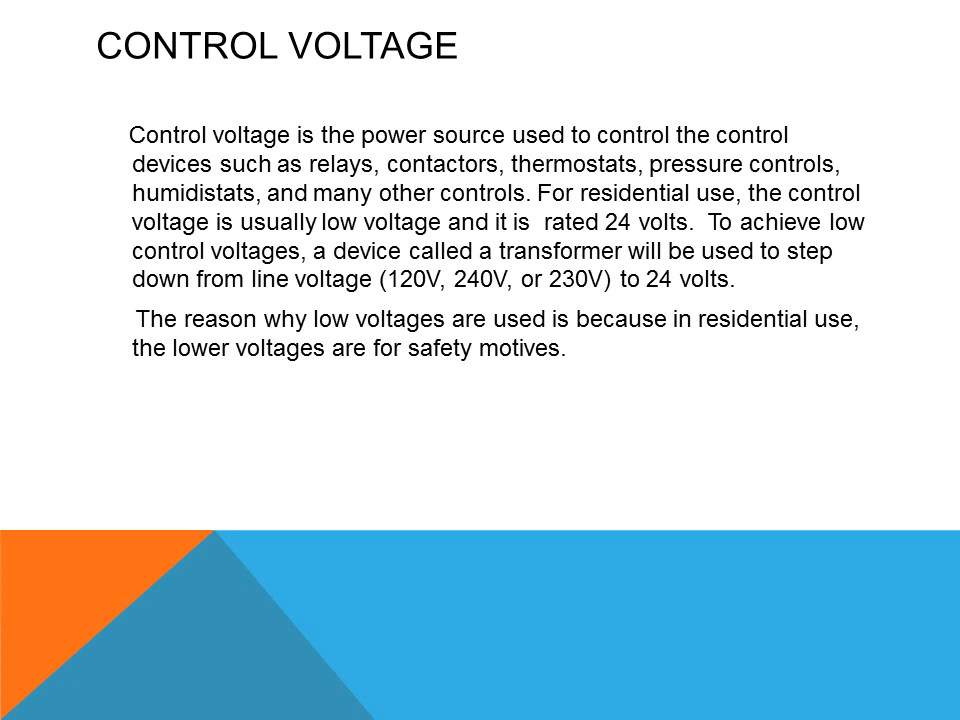 CONTROL VOLTAGE
Control voltage is the power source used to control the control
devices such as relays, contactors, thermostats, pressure controls,
humidistats, and many other controls. For residential use, the control
voltage is usually low voltage and it is  rated 24 volts.  To achieve low
control voltages, a device called a transformer will be used to step
down from line voltage (120V, 240V, or 230V) to 24 volts.
The reason why low voltages are used is because in residential use,
the lower voltages are for safety motives.